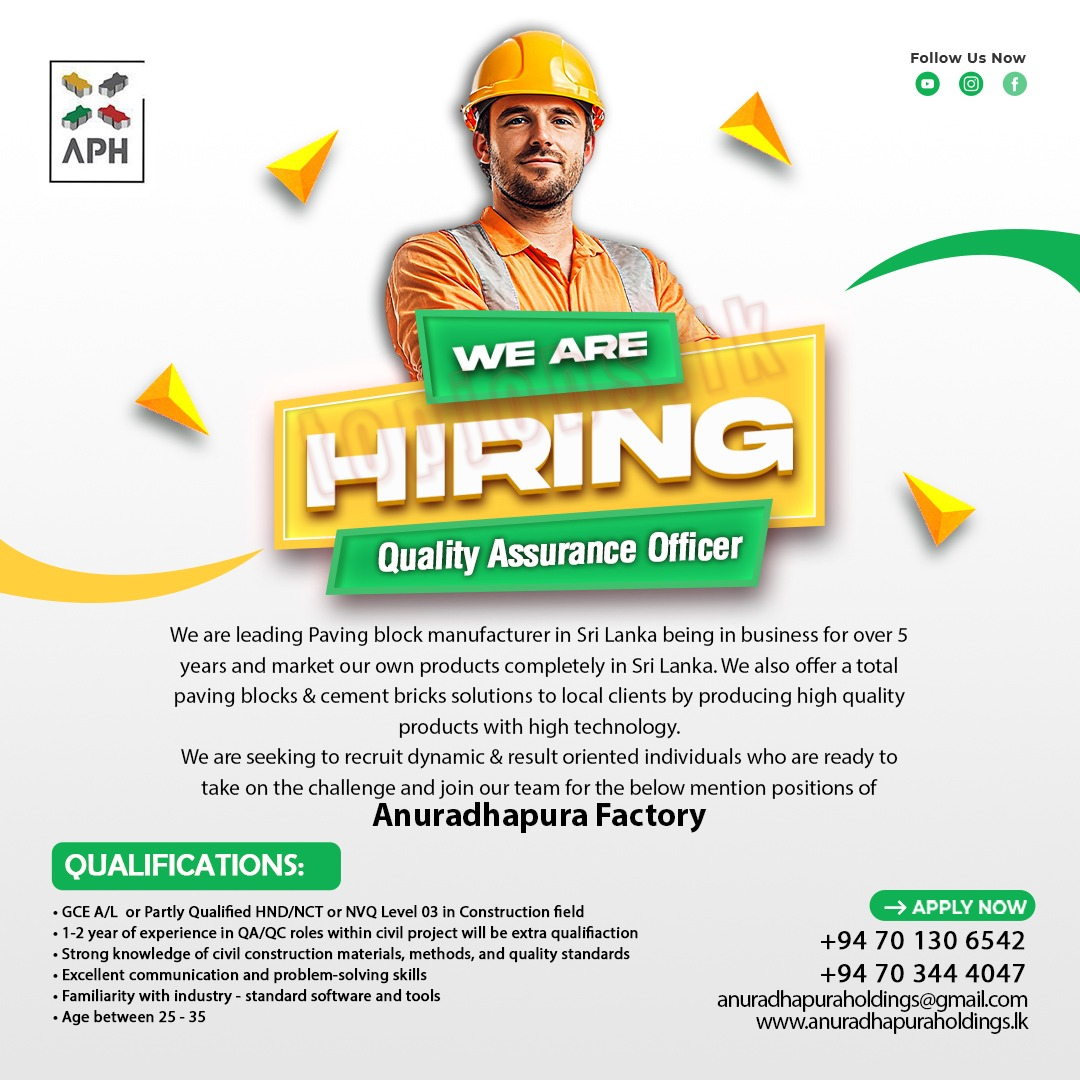 APH
Follow Us Now
WE ARE
HIRING
topjobs.lk
Quality Assurance Officer
We are leading Paving block manufacturer in Sri Lanka being in business for over 5
years and market our own products completely in Sri Lanka. We also offer a total
paving blocks & cement bricks solutions to local clients by producing high quality
products with high technology.
We are seeking to recruit dynamic & result oriented individuals who are ready to
take on the challenge and join our team for the below mention positions of
Anuradhapura Factory
QUALIFICATIONS:
• GCE A/L or Partly Qualified HND/NCT or NVQ Level 03 in Construction field
• 1-2 year of experience in QA/QC roles within civil project will be extra qualifiaction
• Strong knowledge of civil construction materials, methods, and quality standards
• Excellent communication and problem-solving skills
• Familiarity with industry - standard software and tools
• Age between 25 - 35
→ APPLY NOW
+94 70 130 6542
+94 70 344 4047
anuradhapuraholdings@gmail.com
www.anuradhapuraholdings.lk